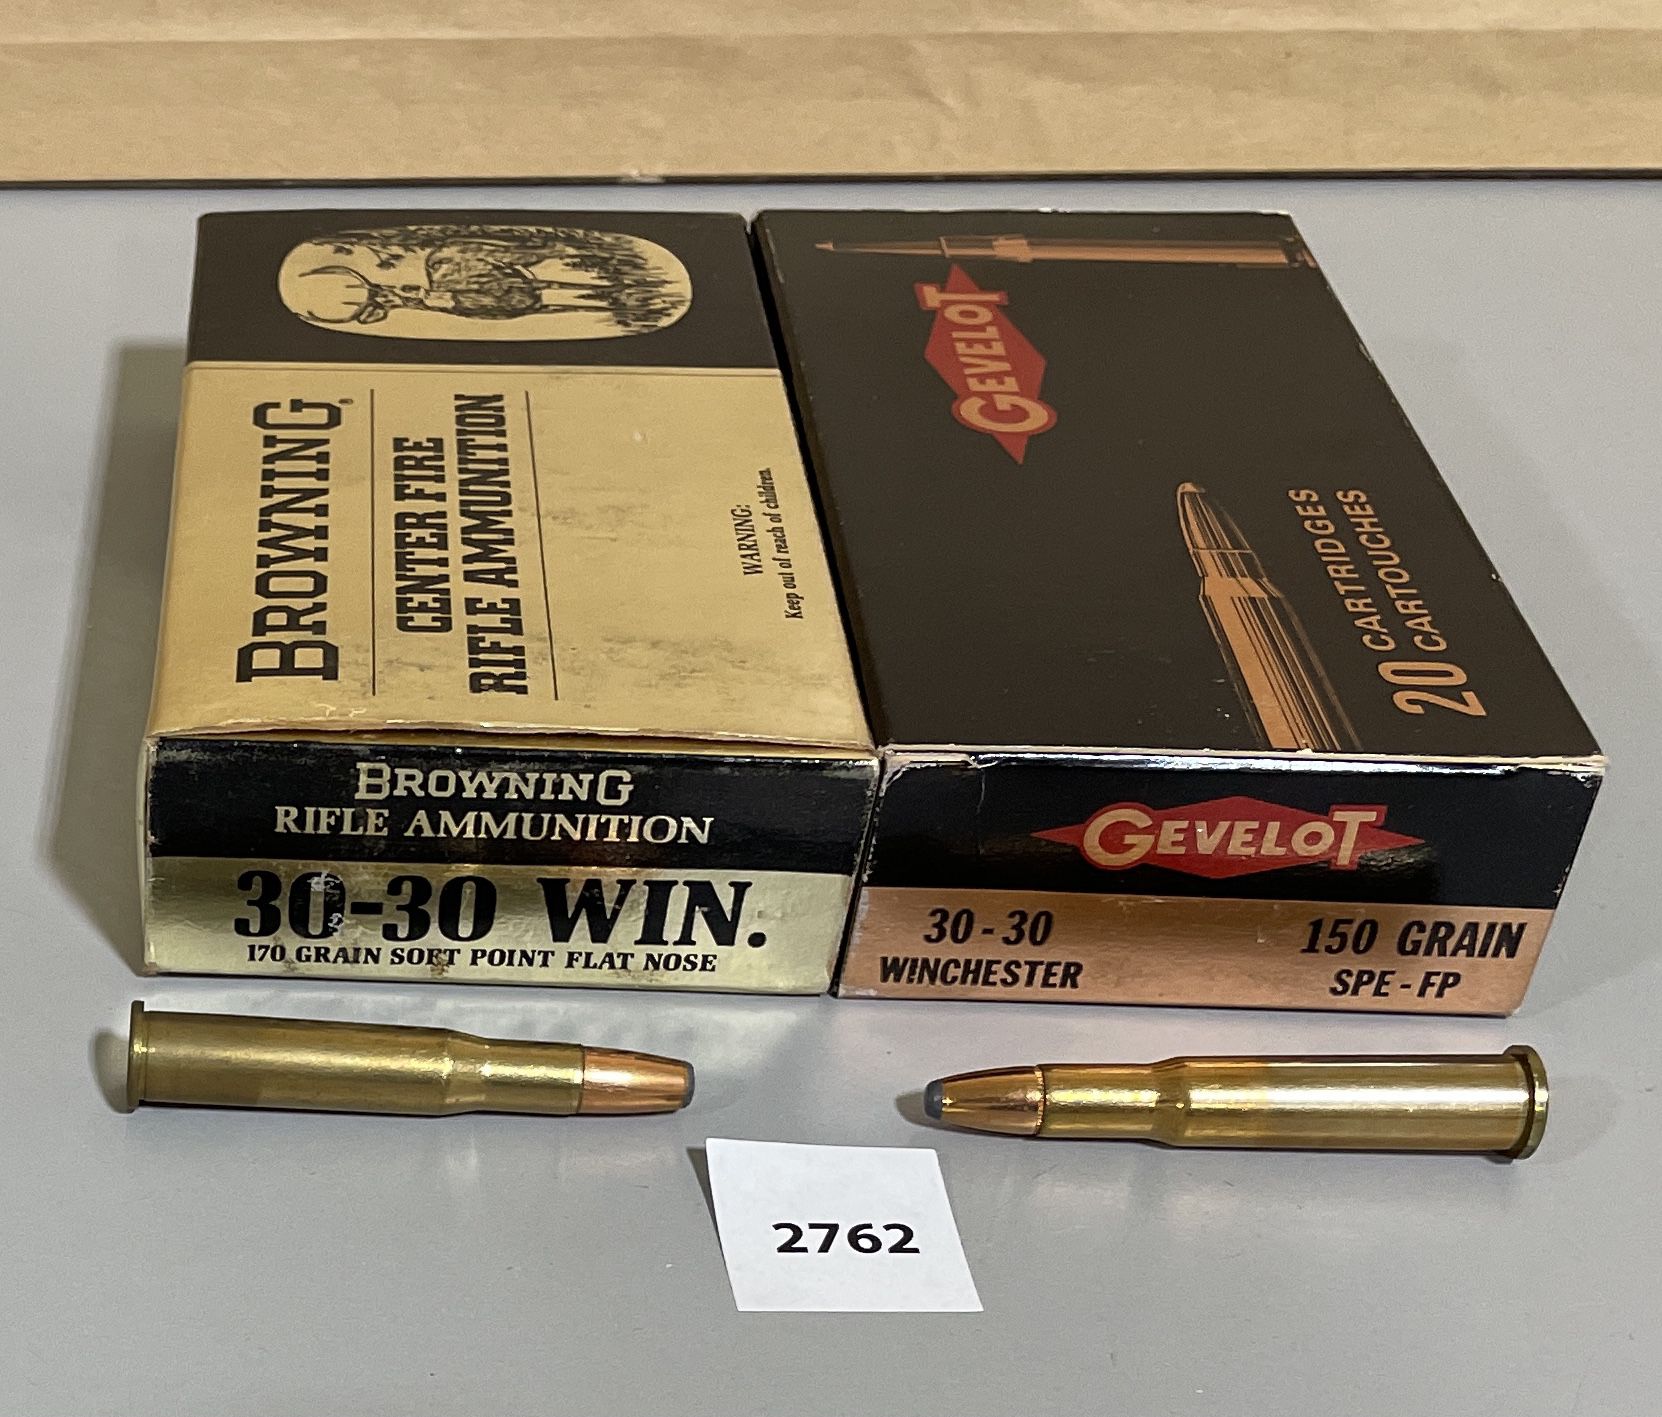 BROWNING®
CENTER FIRE
RIFLE AMMUNITION
WARNING:
Keep out of reach of children.
BROWNING
RIFLE AMMUNITION
30-30 WIN.
170 GRAIN SOFT POINT FLAT NOSE
GEVELOT
20 CARTRIDGES
CARTOUCHES
GEVELOT
30-30
WINCHESTER
150 GRAIN
SPE-FP
2762